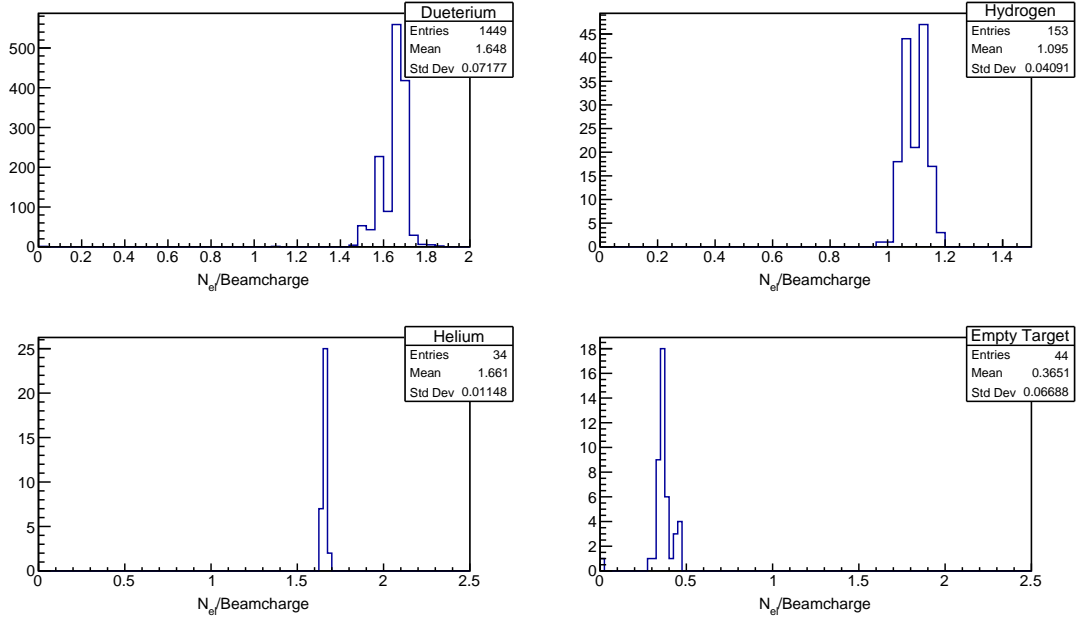 Dueterium
Entries 1449
Mean 1.648
Std Dev 0.07177
500
400
300
200
100
0
0 0.2 0.4 0.6 0.8 1 1.2 1.4 1.6 1.8 2
N_el/Beamcharge
Hydrogen
Entries 153
Mean 1.095
Std Dev 0.04091
45
40
35
30
25
20
15
10
5
0
0 0.2 0.4 0.6 0.8 1 1.2 1.4
N_el/Beamcharge
Helium
Entries 34
Mean 1.661
Std Dev 0.01148
25
20
15
10
5
0
0 0.5 1 1.5 2 2.5
N_el/Beamcharge
Empty Target
Entries 44
Mean 0.3651
Std Dev 0.06688
18
16
14
12
10
8
6
4
2
0
0 0.5 1 1.5 2 2.5
N_el/Beamcharge